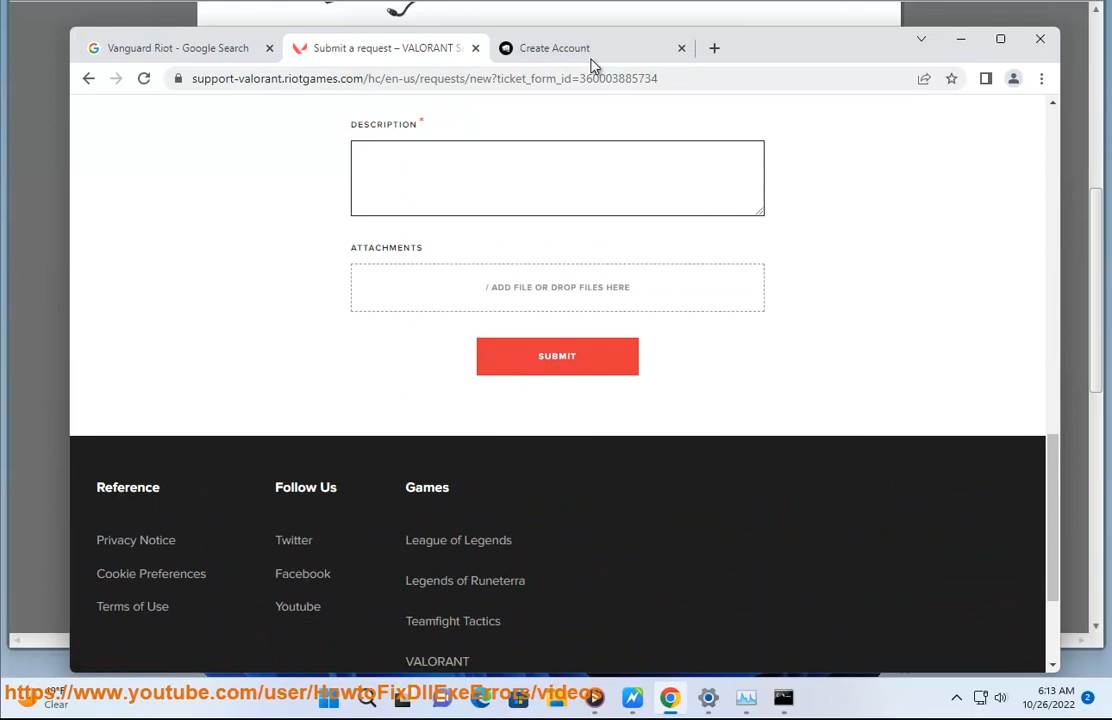 Vanguard Riot - Google Search
Submit a request – VALORANT S
Create Account
support-valorant.riotgames.com/hc/en-us/requests/new?ticket_form_id=360003885734
DESCRIPTION *
ATTACHMENTS
/ ADD FILE OR DROP FILES HERE
SUBMIT
Reference
Follow Us
Games
Privacy Notice
Twitter
League of Legends
Cookie Preferences
Facebook
Legends of Runeterra
Terms of Use
Youtube
Teamfight Tactics
VALORANT
https://www.youtube.com/user/HowtoFixDllExeErrors/videos
Clear
6:13 AM
10/26/2022
2